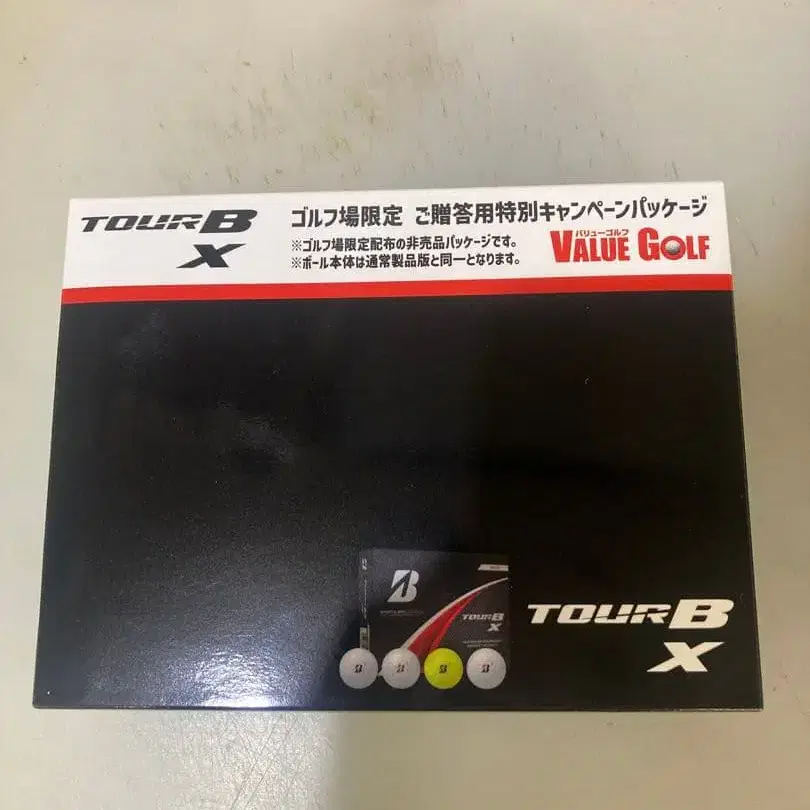 TOUR B
X
ゴルフ場限定 ご贈答用特別キャンペーンパッケージ
※ゴルフ場限定配布の非売品パッケージです。
※ボール本体は通常製品版と同一となります。
バリューゴルフ
VALUE GOLF
B
TOUR B
X
TOUR B
X